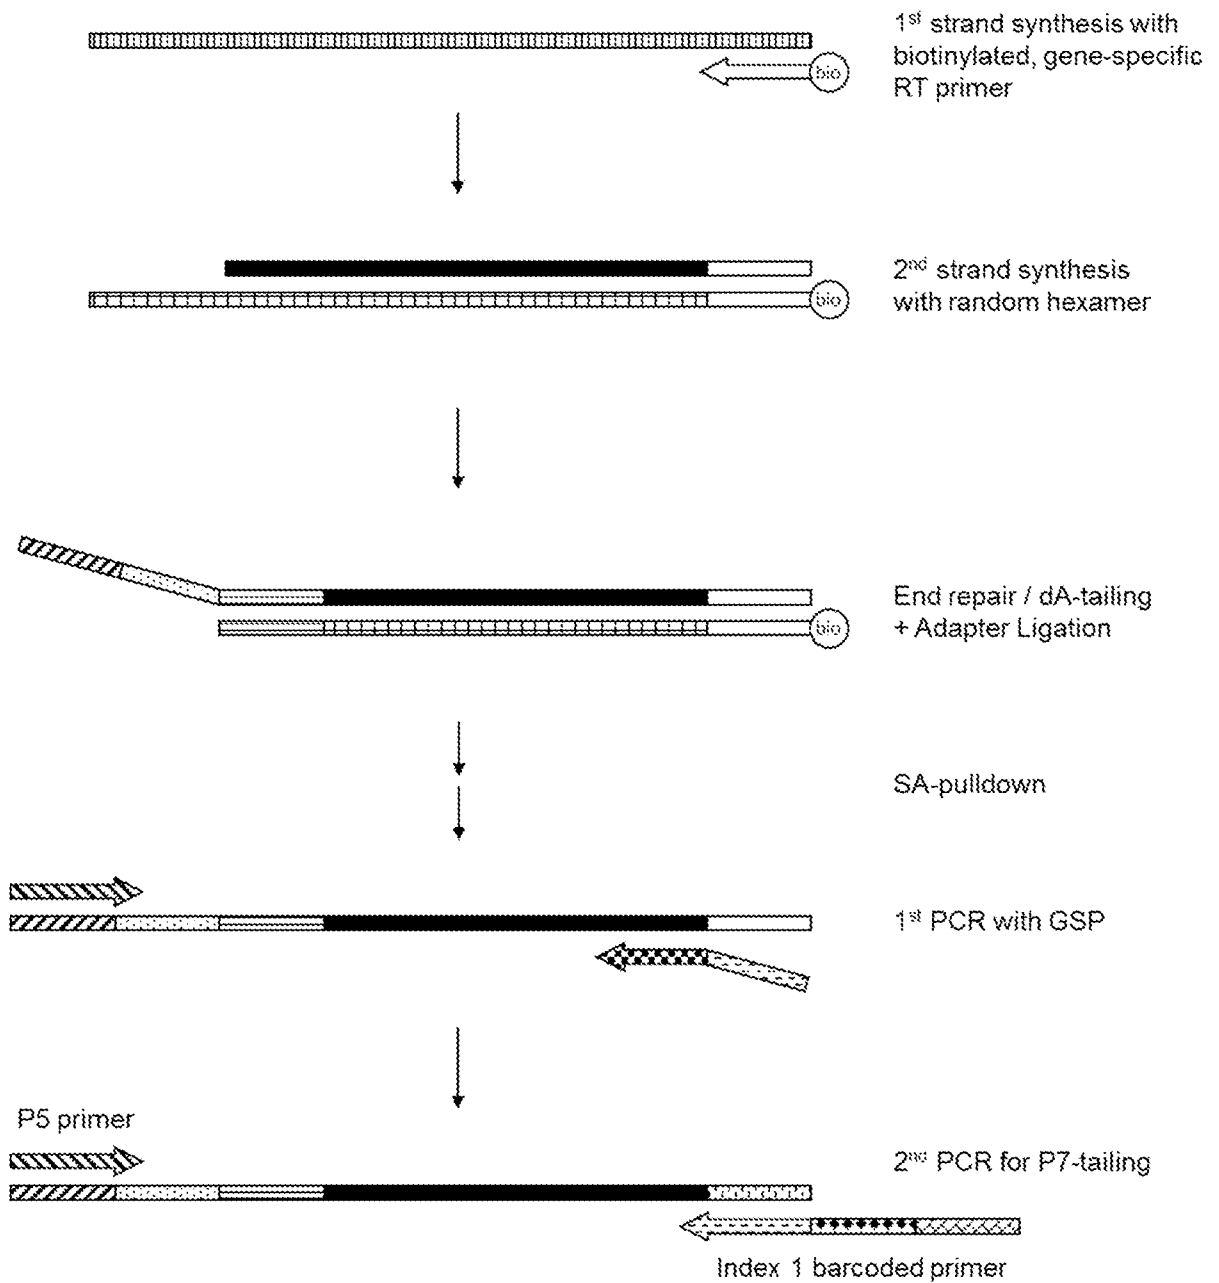 1st strand synthesis with
biotinylated, gene-specific
RT primer
bio
2nd strand synthesis
with random hexamer
bio
End repair / dA-tailing
+ Adapter Ligation
bio
SA-pulldown
1st PCR with GSP
P5 primer
2nd PCR for P7-tailing
Index 1 barcoded primer